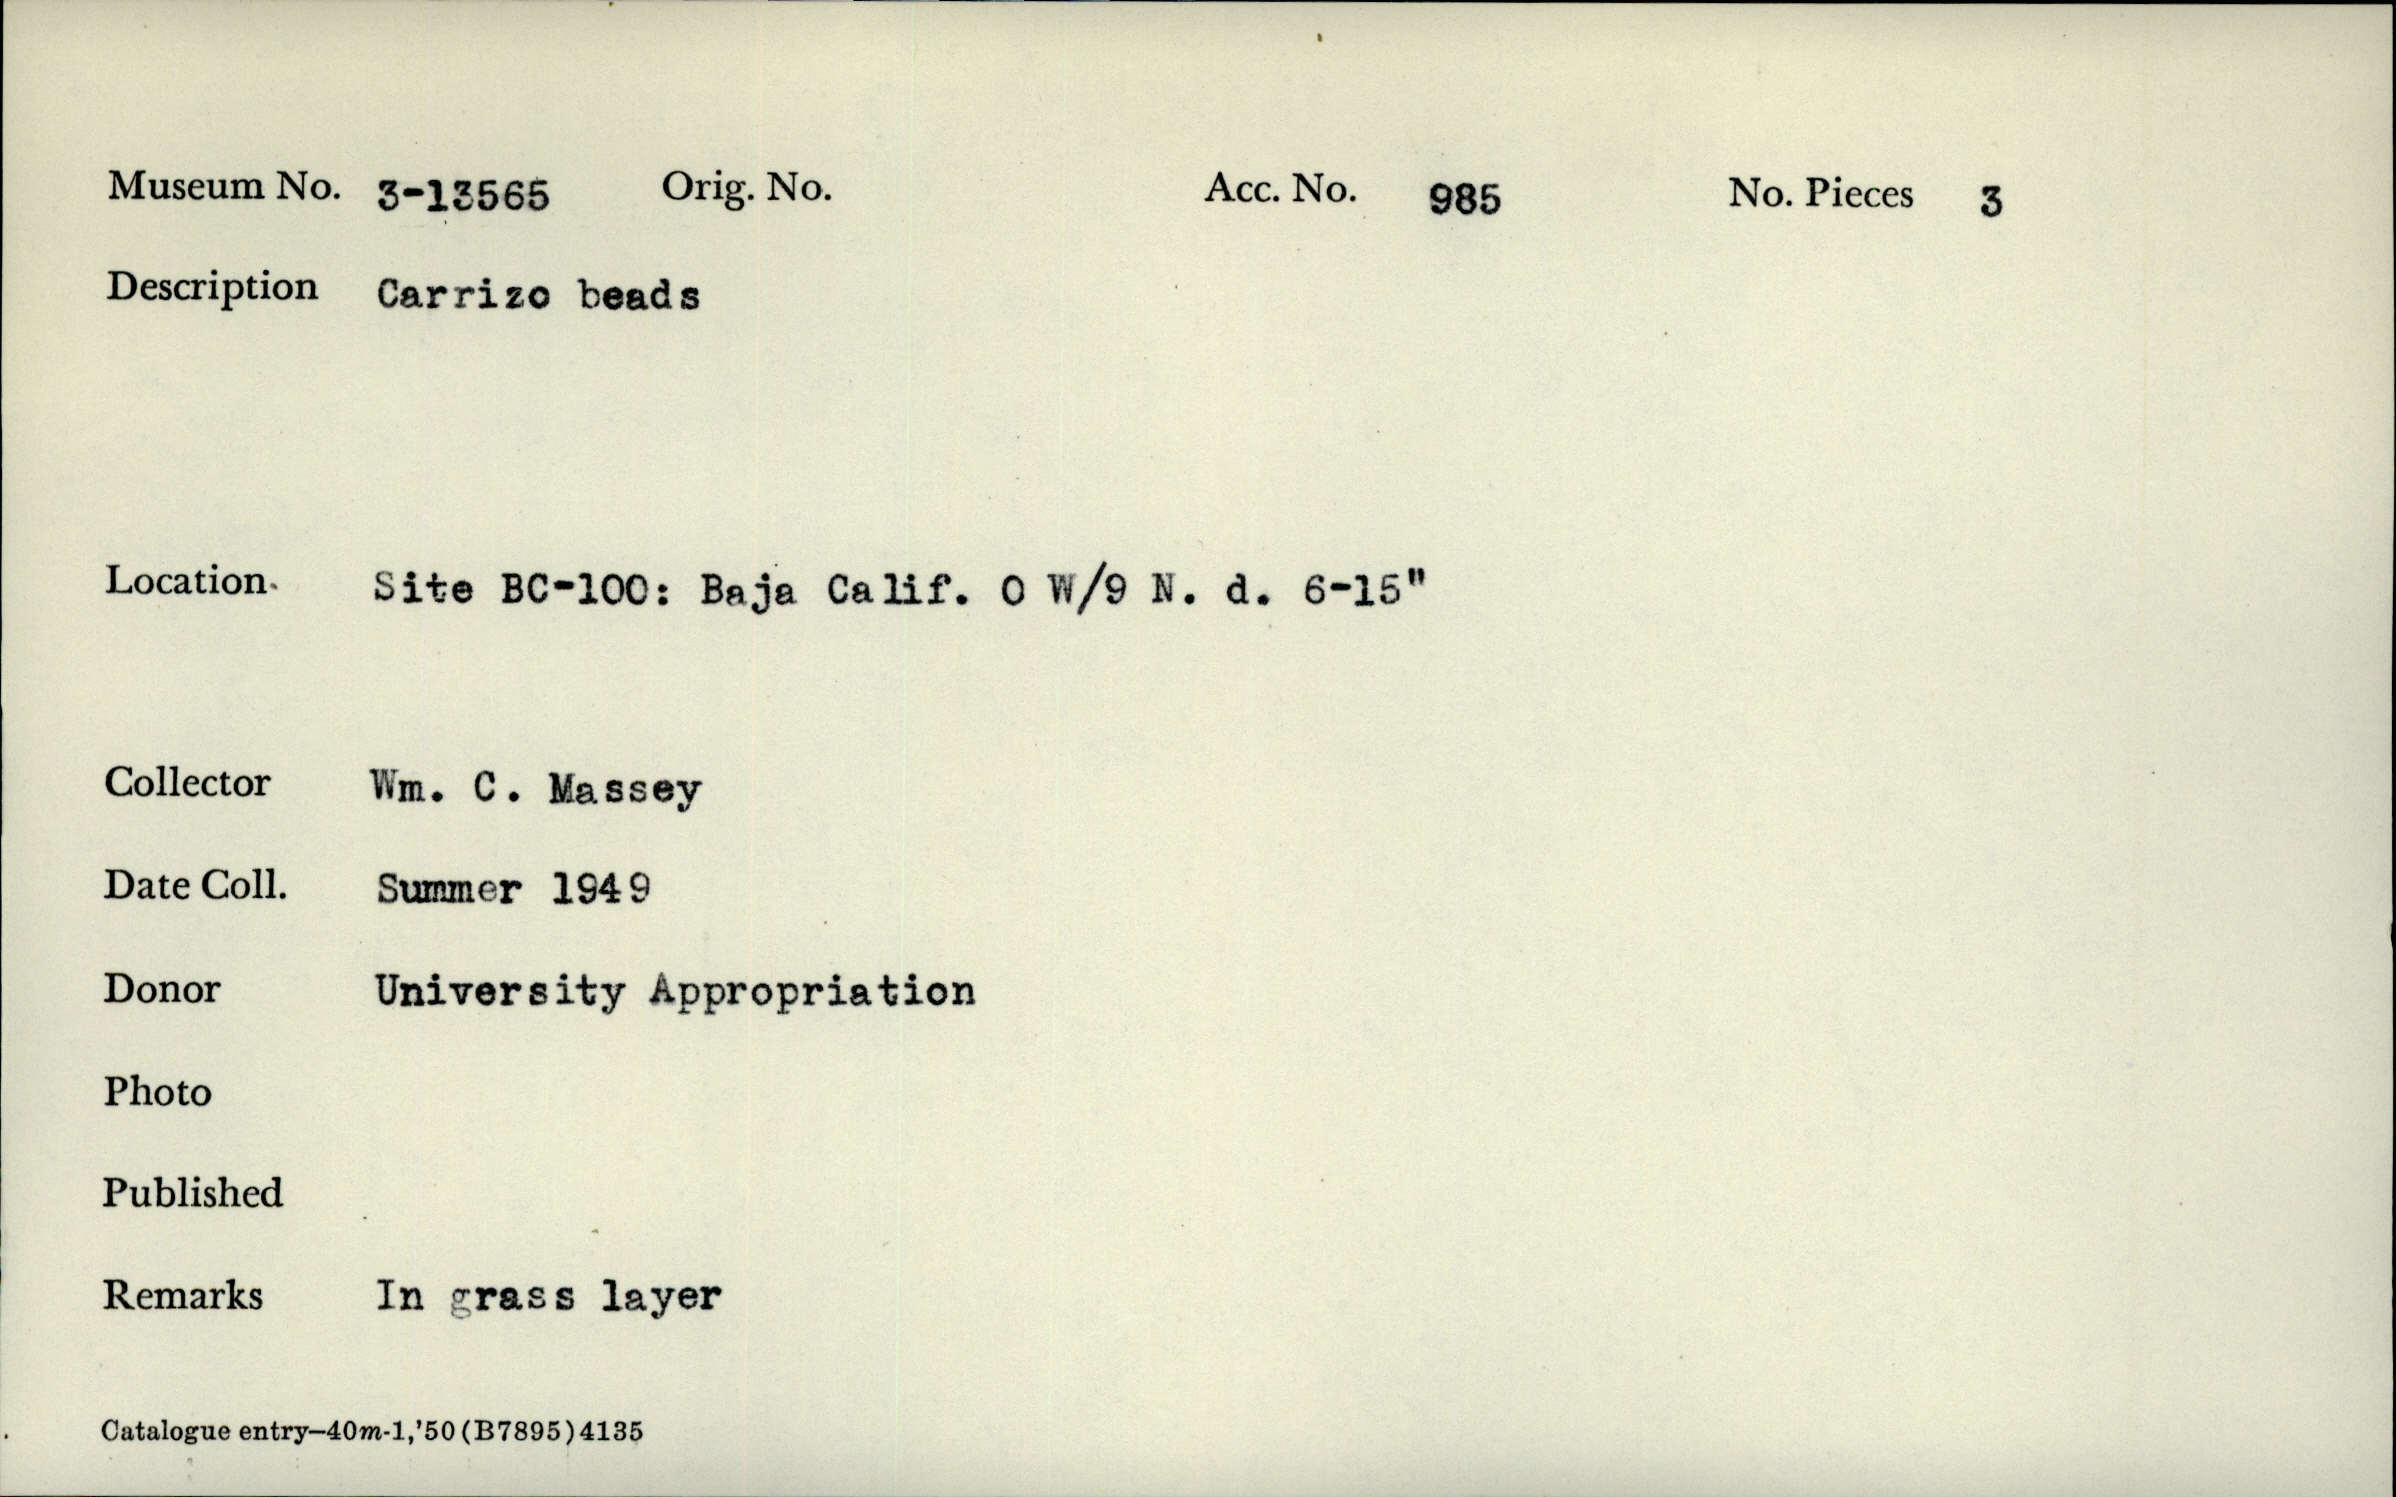 Museum No. 3-13565 Orig. No. Acc. No. 985 No. Pieces 3
Description Carrizo beads
Location. Site BC-100: Baja Calif. 0 W/9 N. d. 6-15"
Collector Wm. C. Massey
Date Coll. Summer 1949
Donor University Appropriation
Photo
Published
Remarks In grass layer
Catalogue entry—40m-1,'50(B7895)4135